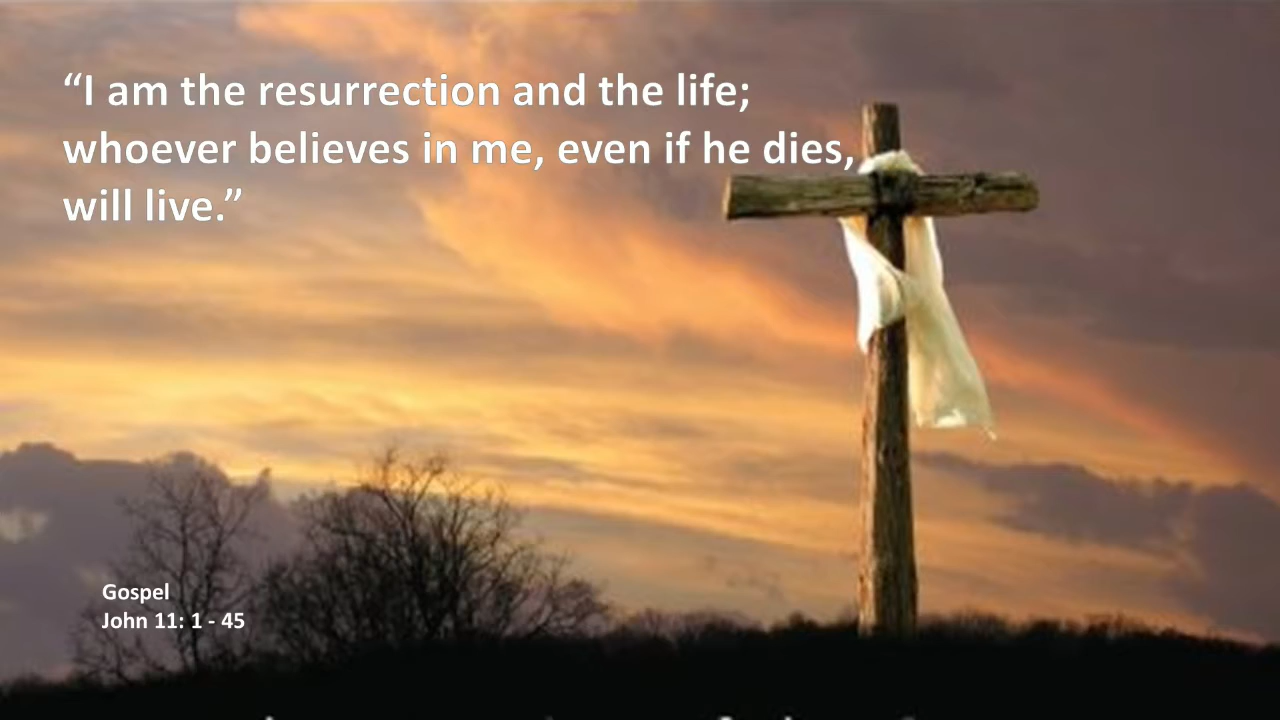 “I am the resurrection and the life;
whoever believes in me, even if he dies,
will live.”
Gospel
John 11: 1 - 45